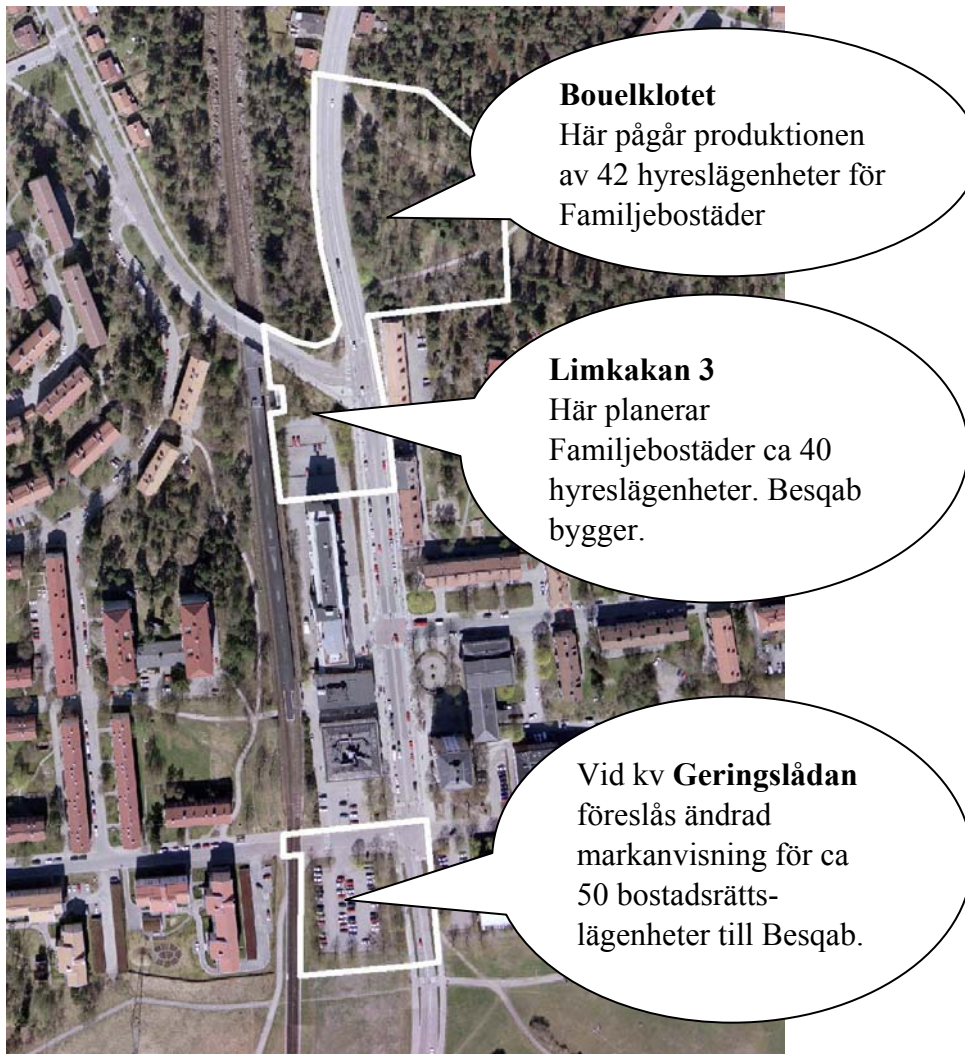 Bouelklotet
Här pågår produktionen
av 42 hyreslägenheter för
Familjebostäder
Limkakan 3
Här planerar
Familjebostäder ca 40
hyreslägenheter. Besqab
bygger.
Vid kv Geringslådan
föreslås ändrad
markanvisning för ca
50 bostadsrätts-
lägenheter till Besqab.